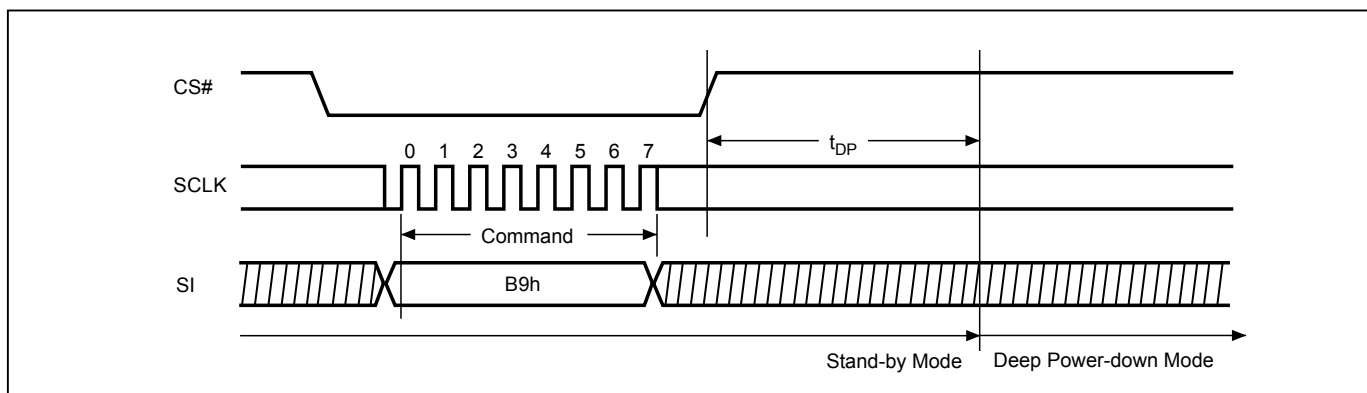 CS#
tDP
0 1 2 3 4 5 6 7
SCLK
Command
SI
B9h
Stand-by Mode Deep Power-down Mode